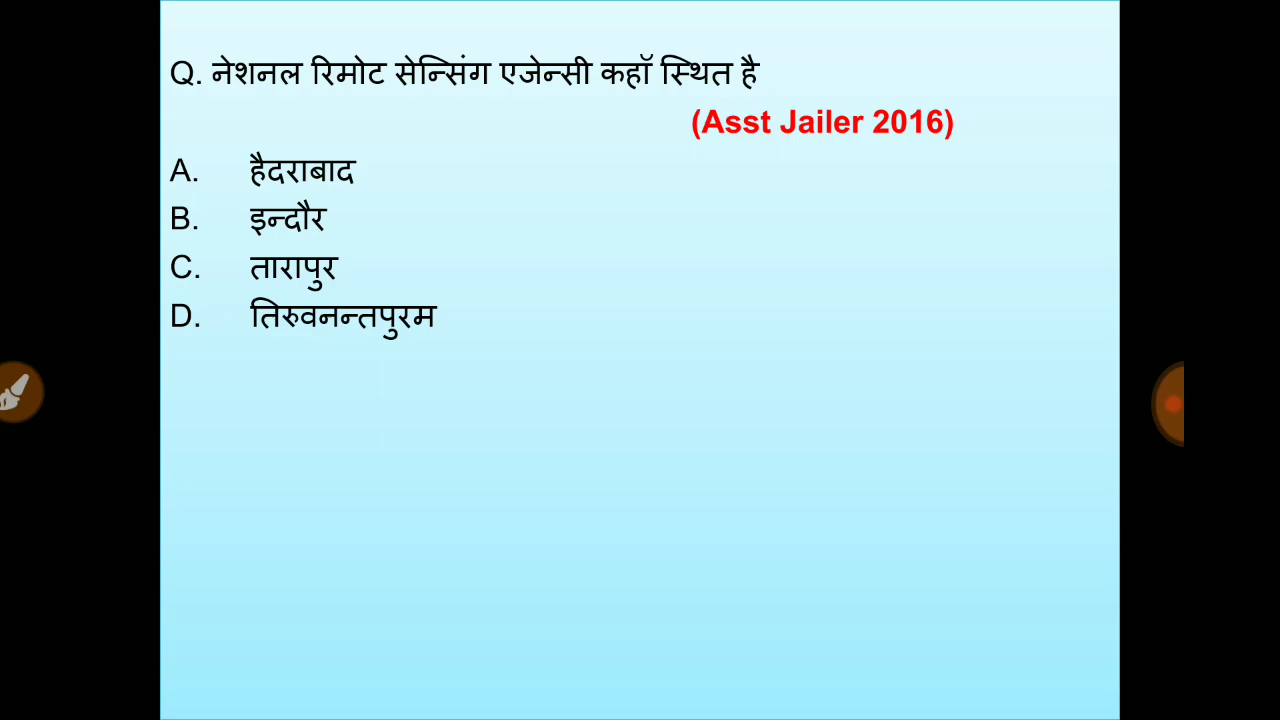 Q. नेशनल रिमोट सेन्सिंग एजेन्सी कहाॅ स्थित है
(Asst Jailer 2016)
A. हैदराबाद
B. इन्दौर
C. तारापुर
D. तिरुवनन्तपुरम